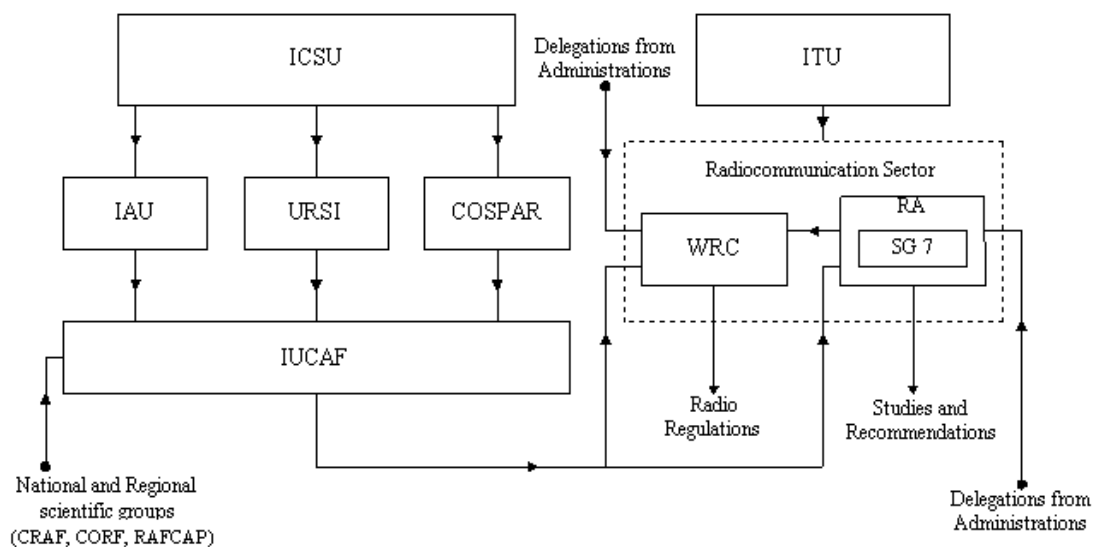 ICSU
Delegations from
Administrations
ITU
Radiocommunication Sector
IAU
URSI
COSPAR
WRC
RA
SG 7
IUCAF
Radio
Regulations
Studies and
Recommendations
National and Regional
scientific groups
(CRAF, CORF, RAFCAP)
Delegations from
Administrations